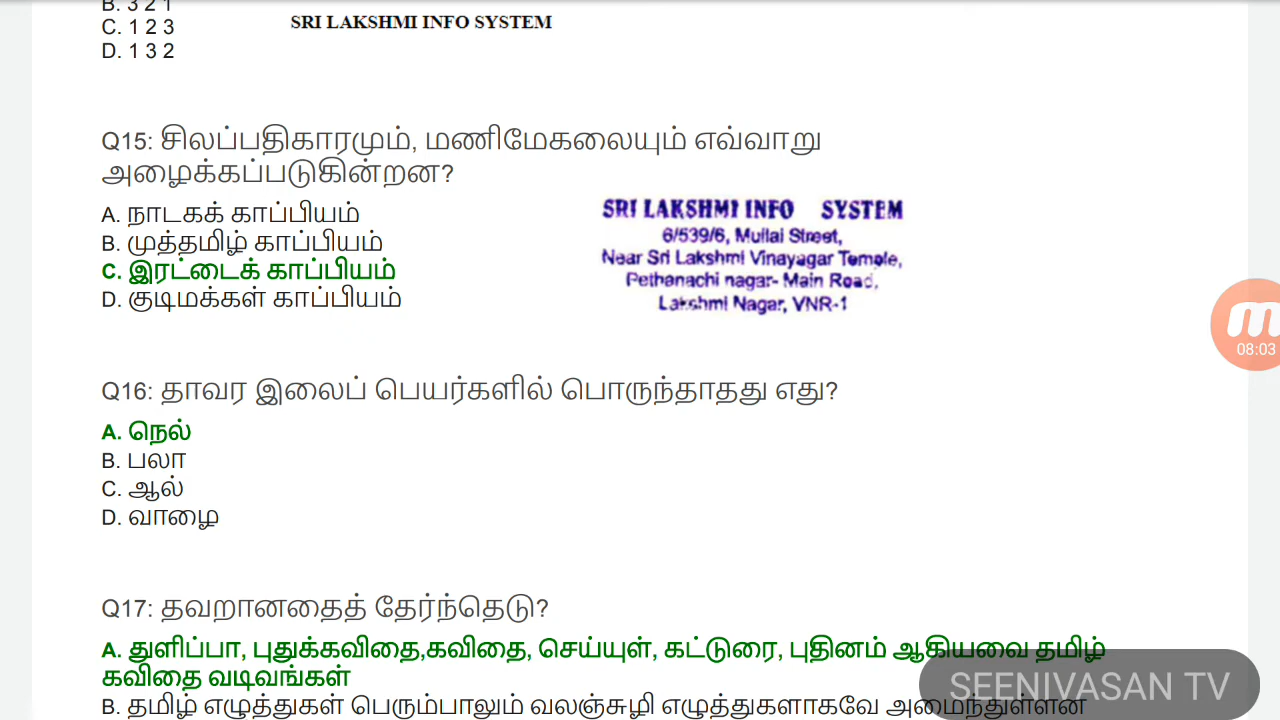 B. 3 2 1
C. 1 2 3
D. 1 3 2
SRI LAKSHMI INFO SYSTEM
Q15: சிலப்பதிகாரமும், மணிமேகலையும் எவ்வாறு
அழைக்கப்படுகின்றன?
A. நாடகக் காப்பியம்
B. முத்தமிழ் காப்பியம்
C. இரட்டைக் காப்பியம்
D. குடிமக்கள் காப்பியம்
SRI LAKSHMI INFO SYSTEM
6/539/6, Mullai Street,
Near Sri Lakshmi Vinayagar Temple,
Pethanachi nagar- Main Road,
Lakshmi Nagar, VNR-1
08:03
Q16: தாவர இலைப் பெயர்களில் பொருந்தாதது எது?
A. நெல்
B. பலா
C. ஆல்
D. வாழை
Q17: தவறானதைத் தேர்ந்தெடு?
A. துளிப்பா, புதுக்கவிதை,கவிதை, செய்யுள், கட்டுரை, புதினம் ஆகியவை தமிழ்
கவிதை வடிவங்கள்
B. தமிழ் எழுத்துகள் பெரும்பாலும் வலஞ்சுழி எழுத்துகளாகவே அமைந்துள்ளன
SEENIVASAN TV